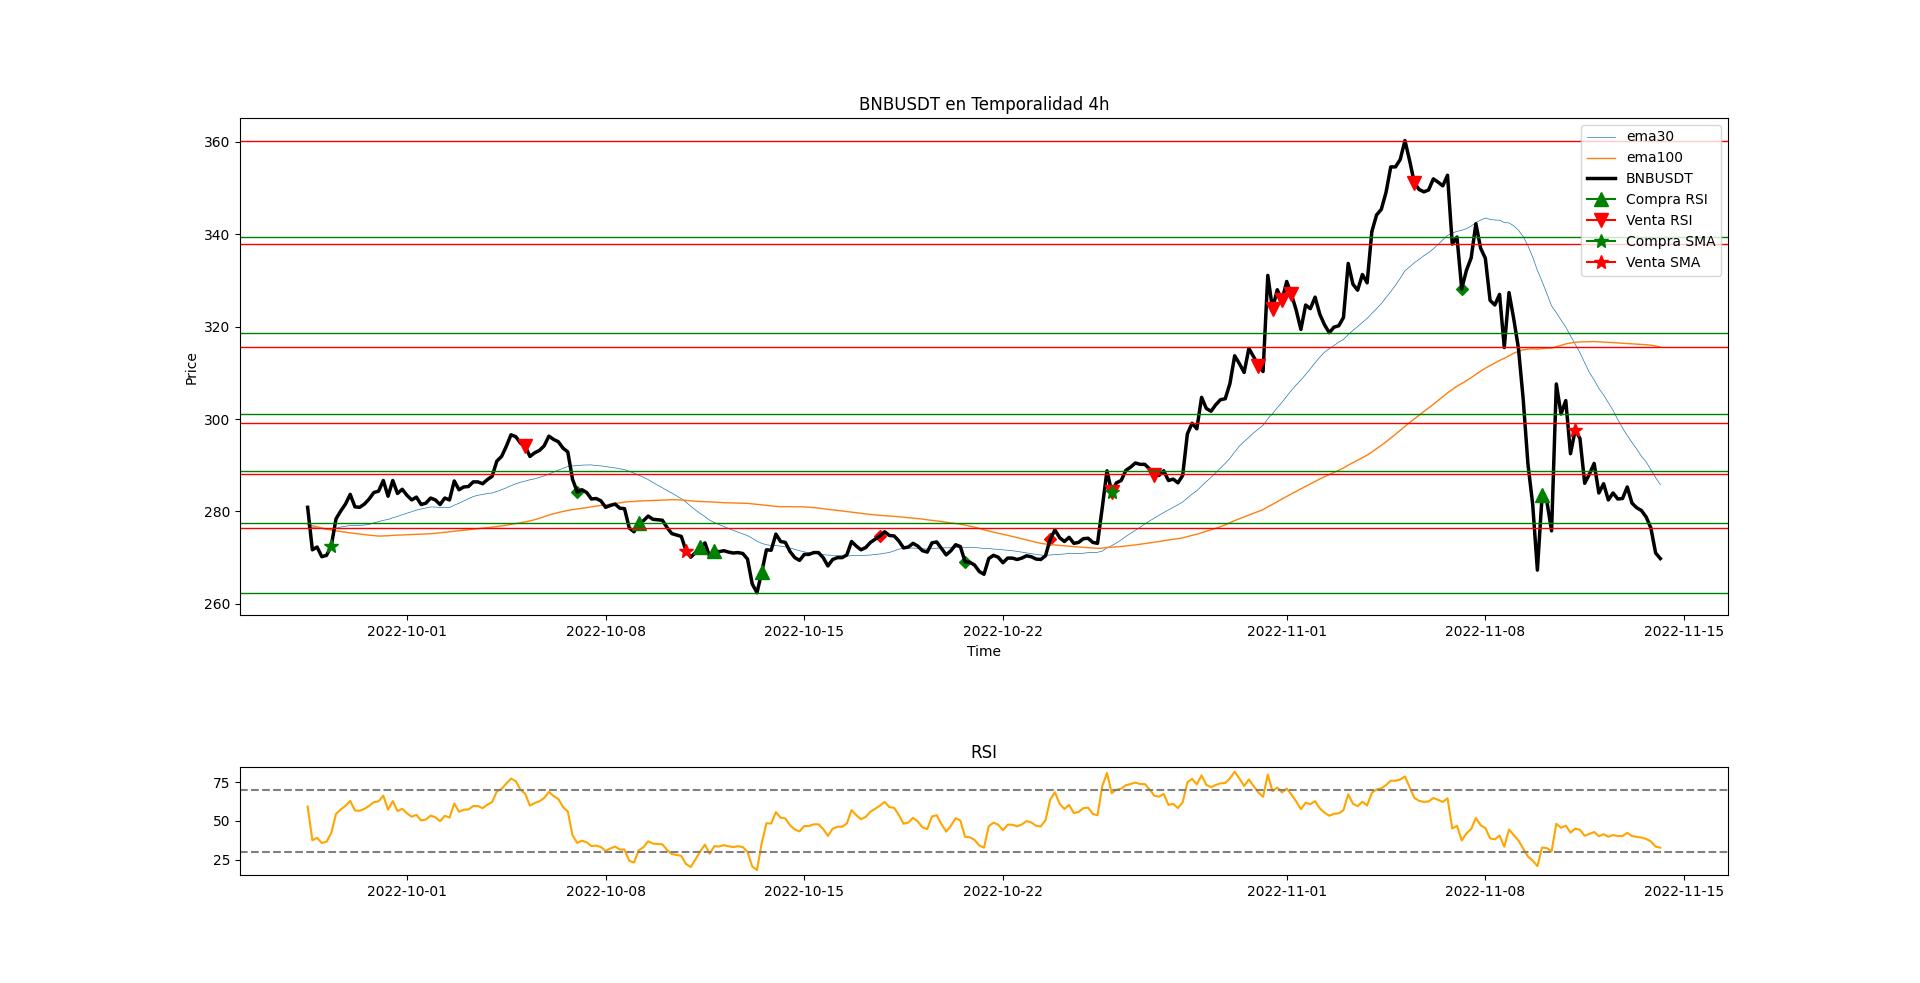 BNBUSDT en Temporalidad 4h
360
340
320
300
280
260
Price
ema30
ema100
BNBUSDT
Compra RSI
Venta RSI
Compra SMA
Venta SMA
2022-10-01 2022-10-08 2022-10-15 2022-10-22 2022-11-01 2022-11-08 2022-11-15
Time
RSI
75
50
25
2022-10-01 2022-10-08 2022-10-15 2022-10-22 2022-11-01 2022-11-08 2022-11-15